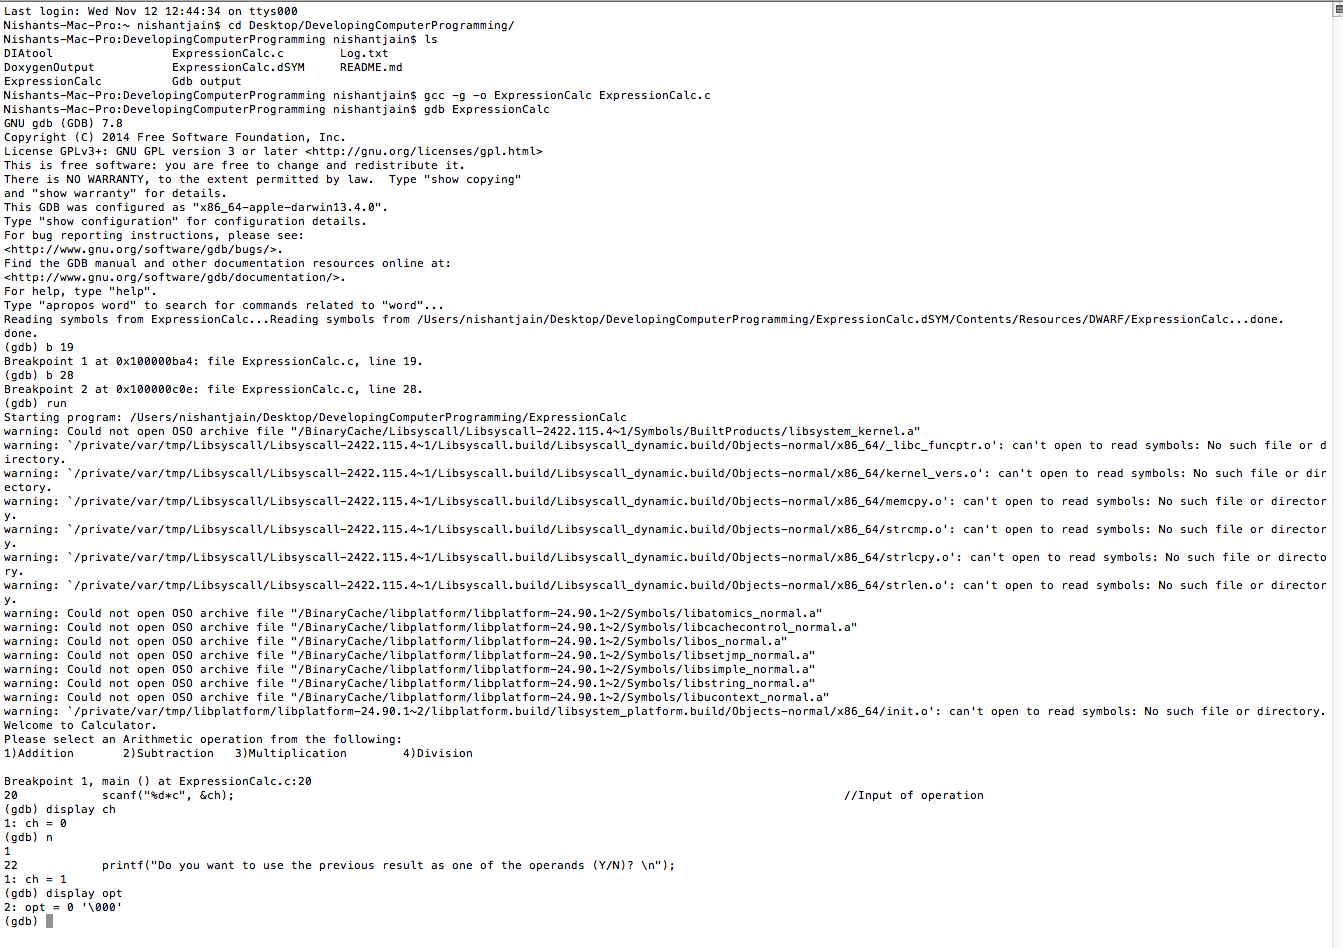 Last login: Wed Nov 12 12:44:34 on ttys000
Nishants-Mac-Pro:~ nishantjain$ cd Desktop/DevelopingComputerProgramming/
Nishants-Mac-Pro:DevelopingComputerProgramming nishantjain$ ls
DIAtool                 ExpressionCalc.c        Log.txt
DoxygenOutput           ExpressionCalc.dSYM     README.md
ExpressionCalc          Gdb output
Nishants-Mac-Pro:DevelopingComputerProgramming nishantjain$ gcc -g -o ExpressionCalc ExpressionCalc.c
Nishants-Mac-Pro:DevelopingComputerProgramming nishantjain$ gdb ExpressionCalc
GNU gdb (GDB) 7.8
Copyright (C) 2014 Free Software Foundation, Inc.
License GPLv3+: GNU GPL version 3 or later <http://gnu.org/licenses/gpl.html>
This is free software: you are free to change and redistribute it.
There is NO WARRANTY, to the extent permitted by law.  Type "show copying"
and "show warranty" for details.
This GDB was configured as "x86_64-apple-darwin13.4.0".
Type "show configuration" for configuration details.
For bug reporting instructions, please see:
<http://www.gnu.org/software/gdb/bugs/>.
Find the GDB manual and other documentation resources online at:
<http://www.gnu.org/software/gdb/documentation/>.
For help, type "help".
Type "apropos word" to search for commands related to "word"...
Reading symbols from ExpressionCalc...Reading symbols from /Users/nishantjain/Desktop/DevelopingComputerProgramming/ExpressionCalc.dSYM/Contents/Resources/DWARF/ExpressionCalc...done.
done.
(gdb) b 19
Breakpoint 1 at 0x100000ba4: file ExpressionCalc.c, line 19.
(gdb) b 28
Breakpoint 2 at 0x100000c0e: file ExpressionCalc.c, line 28.
(gdb) run
Starting program: /Users/nishantjain/Desktop/DevelopingComputerProgramming/ExpressionCalc
warning: Could not open OSO archive file "/BinaryCache/Libsyscall/Libsyscall-2422.115.4~1/Symbols/BuiltProducts/libsystem_kernel.a"
warning: `/private/var/tmp/Libsyscall/Libsyscall-2422.115.4~1/Libsyscall.build/Libsyscall_dynamic.build/Objects-normal/x86_64/_libc_funcptr.o': can't open to read symbols: No such file or d
irectory.
warning: `/private/var/tmp/Libsyscall/Libsyscall-2422.115.4~1/Libsyscall.build/Libsyscall_dynamic.build/Objects-normal/x86_64/kernel_vers.o': can't open to read symbols: No such file or dir
ectory.
warning: `/private/var/tmp/Libsyscall/Libsyscall-2422.115.4~1/Libsyscall.build/Libsyscall_dynamic.build/Objects-normal/x86_64/memcpy.o': can't open to read symbols: No such file or director
y.
warning: `/private/var/tmp/Libsyscall/Libsyscall-2422.115.4~1/Libsyscall.build/Libsyscall_dynamic.build/Objects-normal/x86_64/strcmp.o': can't open to read symbols: No such file or director
y.
warning: `/private/var/tmp/Libsyscall/Libsyscall-2422.115.4~1/Libsyscall.build/Libsyscall_dynamic.build/Objects-normal/x86_64/strlcpy.o': can't open to read symbols: No such file or directo
ry.
warning: `/private/var/tmp/Libsyscall/Libsyscall-2422.115.4~1/Libsyscall.build/Libsyscall_dynamic.build/Objects-normal/x86_64/strlen.o': can't open to read symbols: No such file or director
y.
warning: Could not open OSO archive file "/BinaryCache/libplatform/libplatform-24.90.1~2/Symbols/libatomics_normal.a"
warning: Could not open OSO archive file "/BinaryCache/libplatform/libplatform-24.90.1~2/Symbols/libcachecontrol_normal.a"
warning: Could not open OSO archive file "/BinaryCache/libplatform/libplatform-24.90.1~2/Symbols/libos_normal.a"
warning: Could not open OSO archive file "/BinaryCache/libplatform/libplatform-24.90.1~2/Symbols/libsetjmp_normal.a"
warning: Could not open OSO archive file "/BinaryCache/libplatform/libplatform-24.90.1~2/Symbols/libsimple_normal.a"
warning: Could not open OSO archive file "/BinaryCache/libplatform/libplatform-24.90.1~2/Symbols/libstring_normal.a"
warning: Could not open OSO archive file "/BinaryCache/libplatform/libplatform-24.90.1~2/Symbols/libucontext_normal.a"
warning: `/private/var/tmp/libplatform/libplatform-24.90.1~2/libplatform.build/libsystem_platform.build/Objects-normal/x86_64/init.o': can't open to read symbols: No such file or directory.
Welcome to Calculator.
Please select an Arithmetic operation from the following:
1)Addition       2)Subtraction   3)Multiplication        4)Division
Breakpoint 1, main () at ExpressionCalc.c:20
20            scanf("%d*c", &ch);                                                                                       //Input of operation
(gdb) display ch
1: ch = 0
(gdb) n
1
22            printf("Do you want to use the previous result as one of the operands (Y/N)? \n");
1: ch = 1
(gdb) display opt
2: opt = 0 '\000'
(gdb)